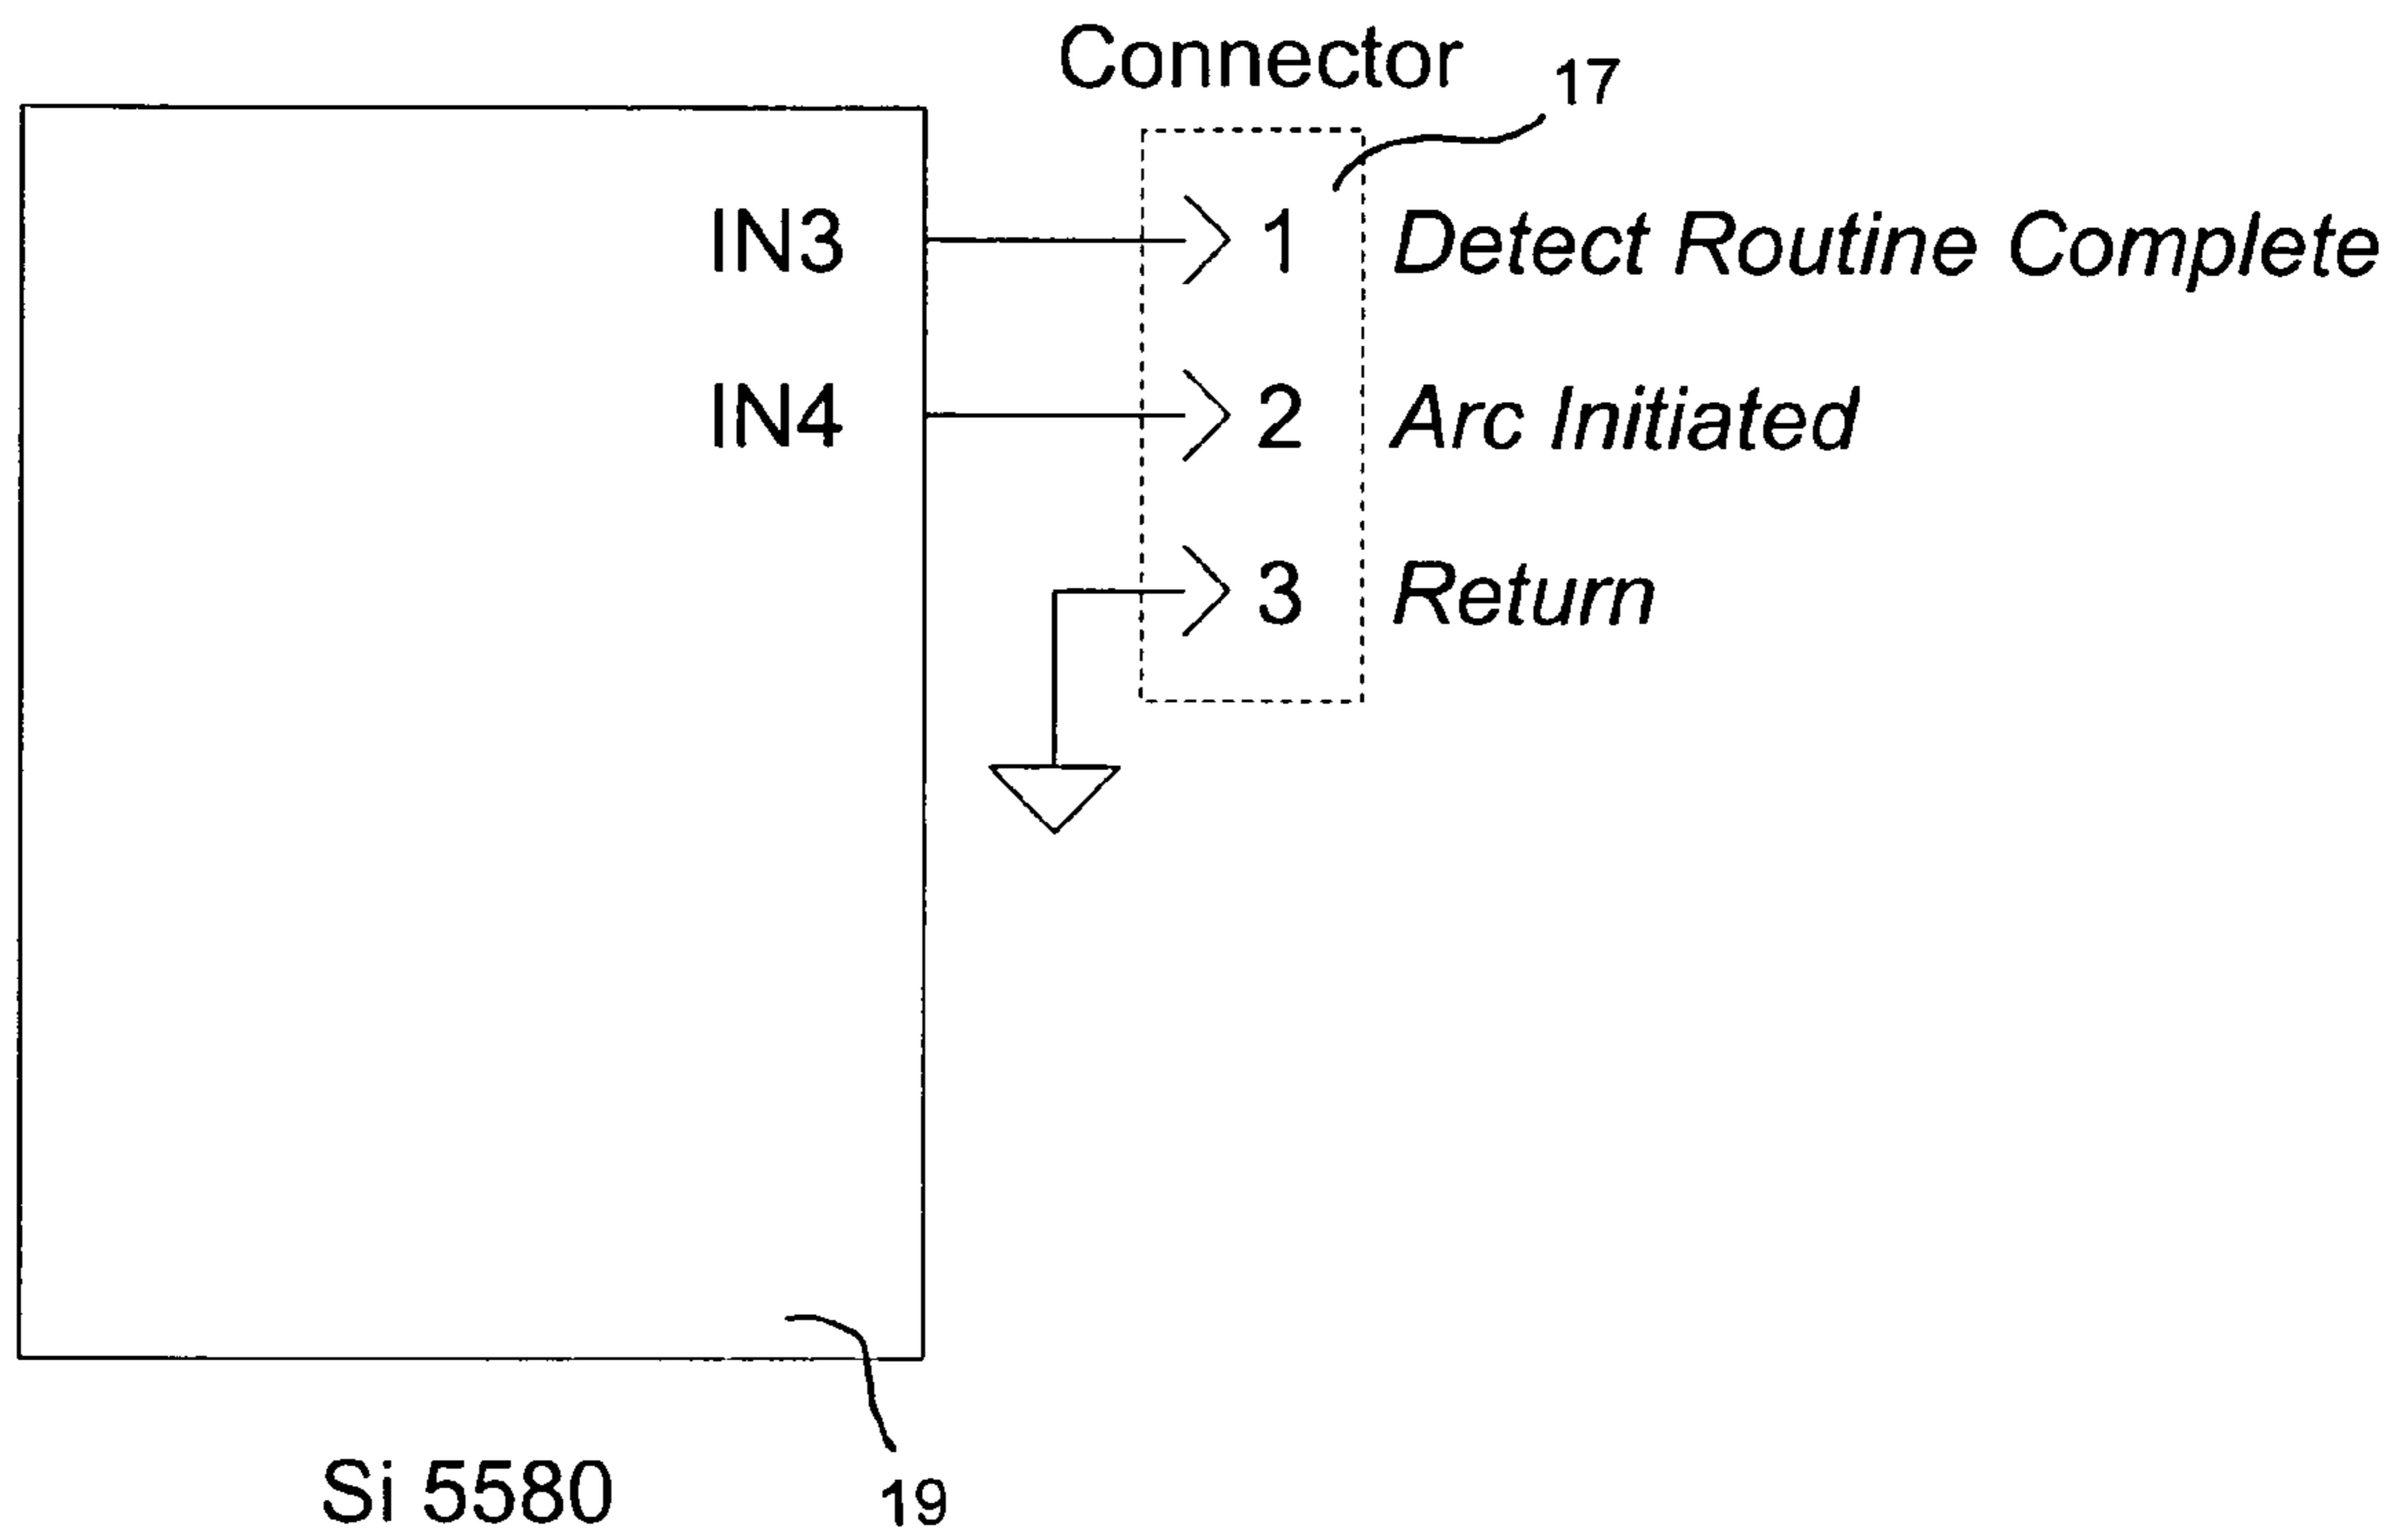 Connector
17
IN3 1 Detect Routine Complete
IN4 2 Arc Initiated
3 Return
Si 5580
19